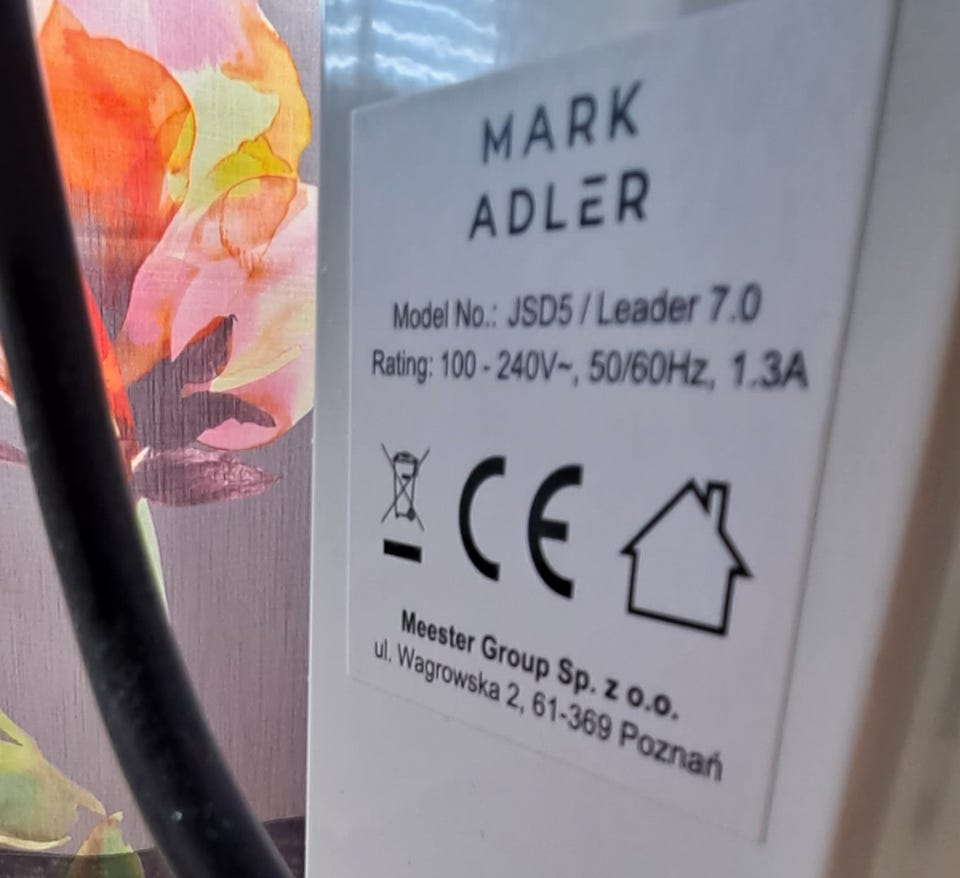 MARK
ADLER
Model No.: JSD5 / Leader 7.0
Rating: 100 - 240V~, 50/60Hz, 1.3A
CE
Meester Group Sp. z o.o.
ul. Wagrowska 2, 61-369 Poznań